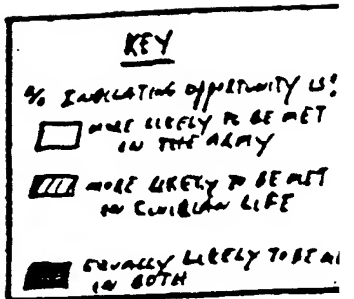 KEY
% INDICATING OPPORTUNITY IS:
MORE LIKELY TO BE MET
IN THE ARMY
MORE LIKELY TO BE MET
IN CIVILIAN LIFE
EQUALLY LIKELY TO BE
IN BOTH